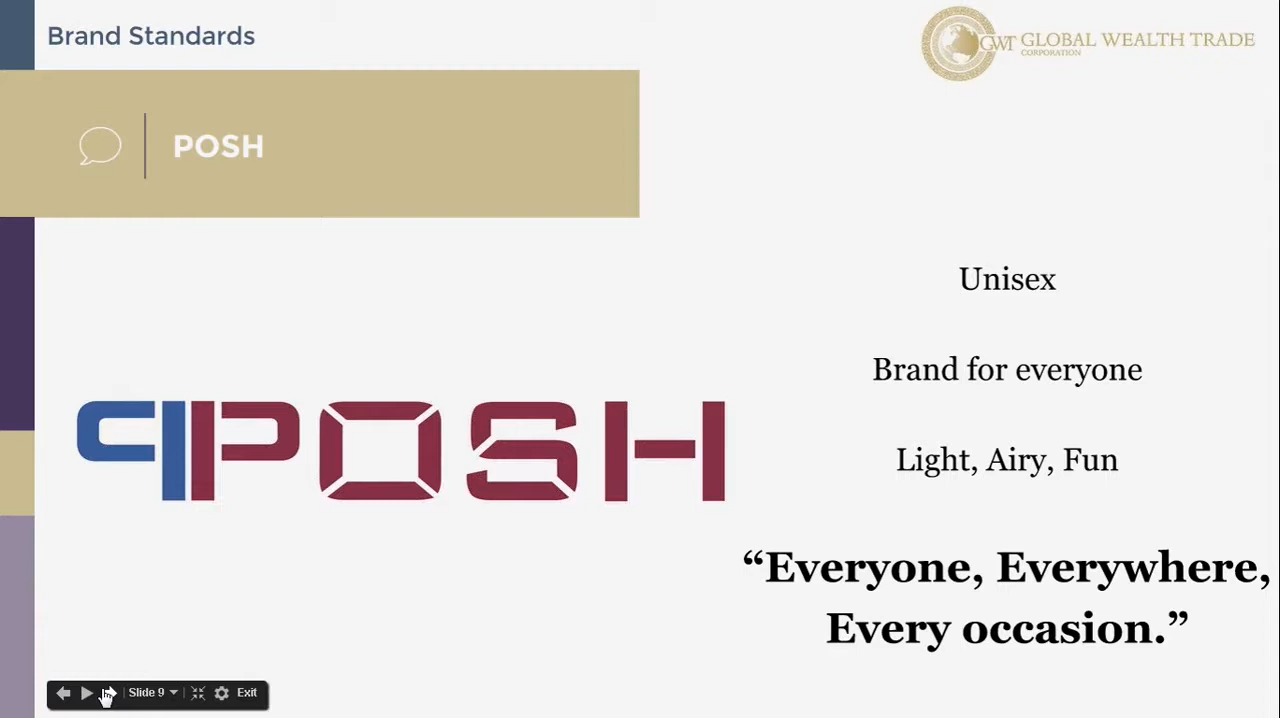 Brand Standards
GWT GLOBAL WEALTH TRADE
CORPORATION
POSH
Unisex
Brand for everyone
Light, Airy, Fun
POSH
“Everyone, Everywhere,
Every occasion.”
Slide 9
Exit